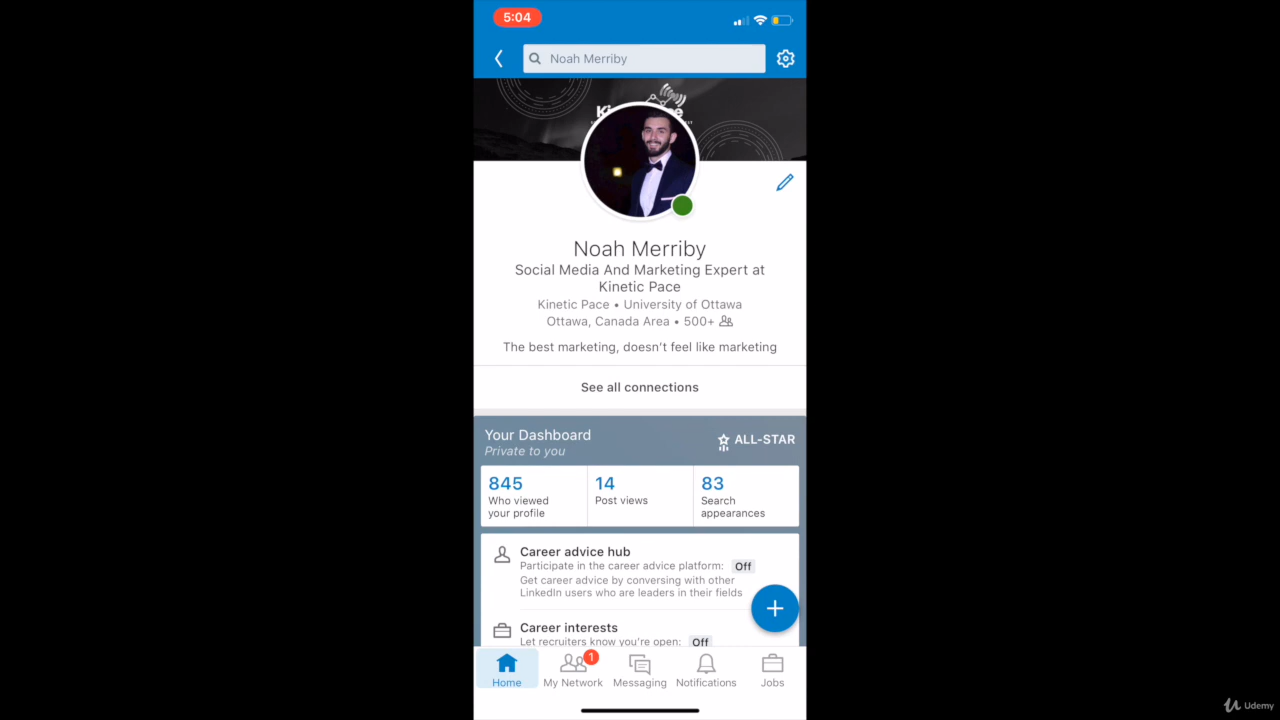 5:04
Noah Merriby
Noah Merriby
Social Media And Marketing Expert at
Kinetic Pace
Kinetic Pace • University of Ottawa
Ottawa, Canada Area • 500+
The best marketing, doesn't feel like marketing
See all connections
Your Dashboard
ALL-STAR
Private to you
845
14
83
Who viewed
your profile
Post views
Search
appearances
Career advice hub
Participate in the career advice platform: Off
Get career advice by conversing with other
LinkedIn users who are leaders in their fields
Career interests
Let recruiters know you're open: Off
1
Home
My Network
Messaging
Notifications
Jobs
Udemy